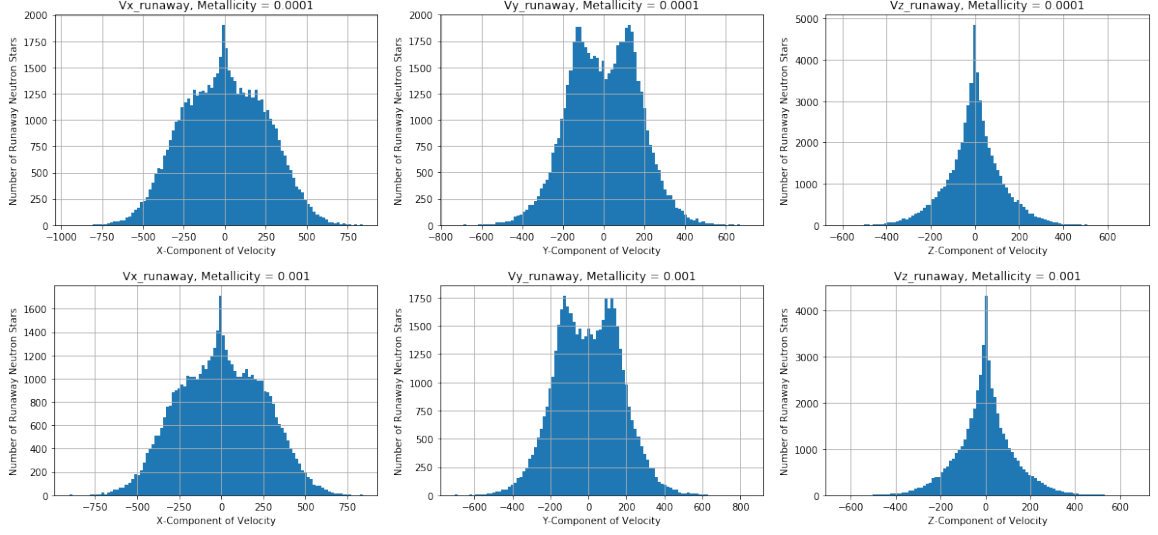 Vx_runaway, Metallicity = 0.0001
Number of Runaway Neutron Stars
2000
1750
1500
1250
1000
750
500
250
0
−1000 −750 −500 −250 0 250 500 750
X-Component of Velocity
Vy_runaway, Metallicity = 0.0001
Number of Runaway Neutron Stars
2000
1750
1500
1250
1000
750
500
250
0
−800 −600 −400 −200 0 200 400 600
Y-Component of Velocity
Vz_runaway, Metallicity = 0.0001
Number of Runaway Neutron Stars
5000
4000
3000
2000
1000
0
−600 −400 −200 0 200 400 600
Z-Component of Velocity
Vx_runaway, Metallicity = 0.001
Number of Runaway Neutron Stars
1600
1400
1200
1000
800
600
400
200
0
−750 −500 −250 0 250 500 750
X-Component of Velocity
Vy_runaway, Metallicity = 0.001
Number of Runaway Neutron Stars
1750
1500
1250
1000
750
500
250
0
−600 −400 −200 0 200 400 600 800
Y-Component of Velocity
Vz_runaway, Metallicity = 0.001
Number of Runaway Neutron Stars
4000
3000
2000
1000
0
−600 −400 −200 0 200 400 600
Z-Component of Velocity